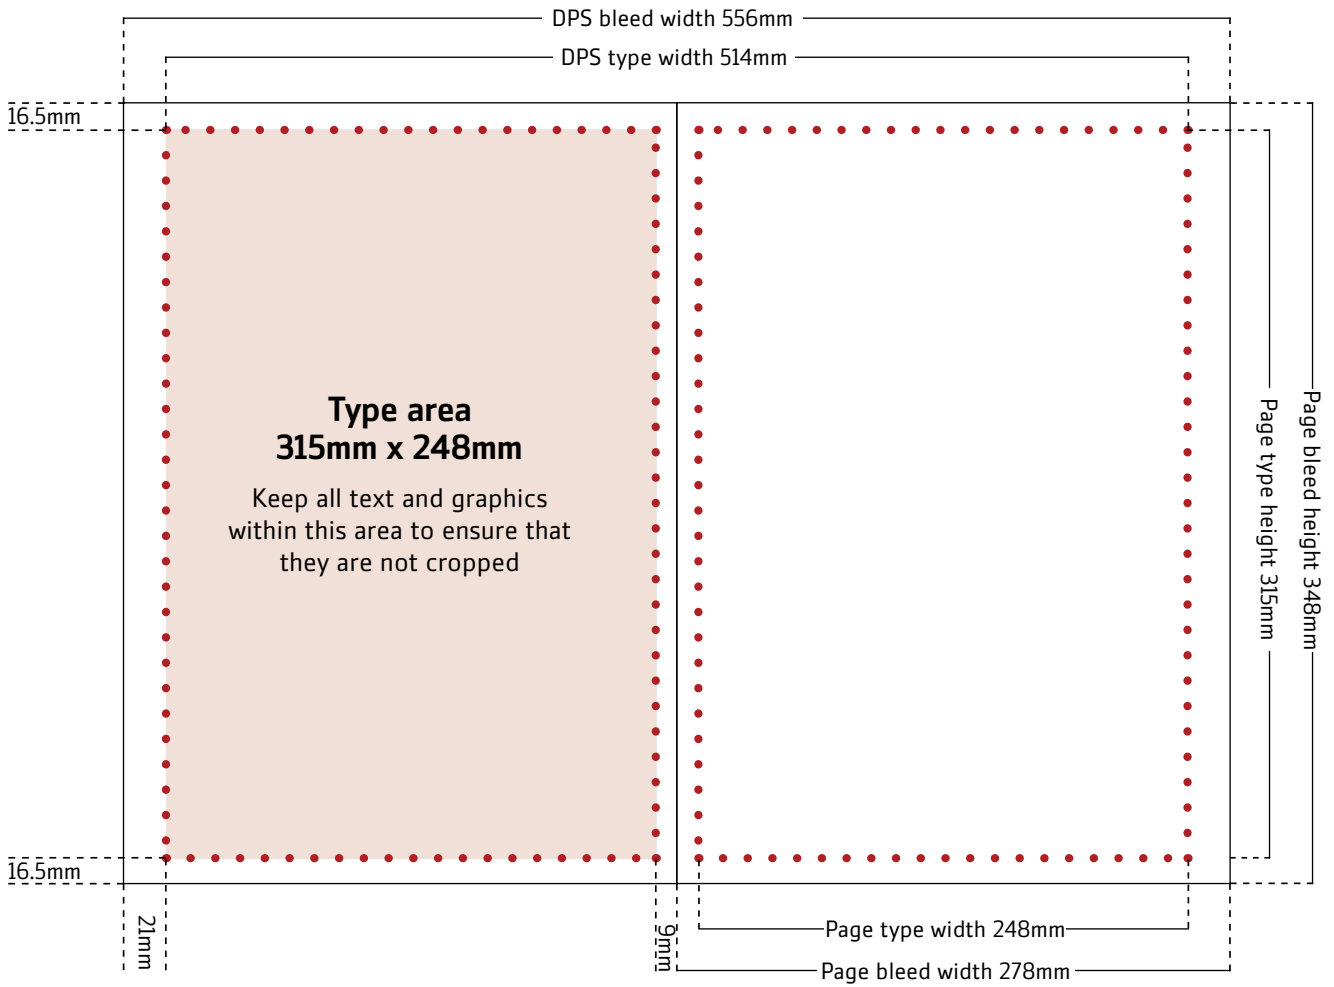 DPS bleed width 556mm
DPS type width 514mm
16.5mm
Type area
315mm x 248mm
Keep all text and graphics
within this area to ensure that
they are not cropped
Page type height 315mm
Page bleed height 348mm
16.5mm
21mm
9mm
Page type width 248mm
Page bleed width 278mm